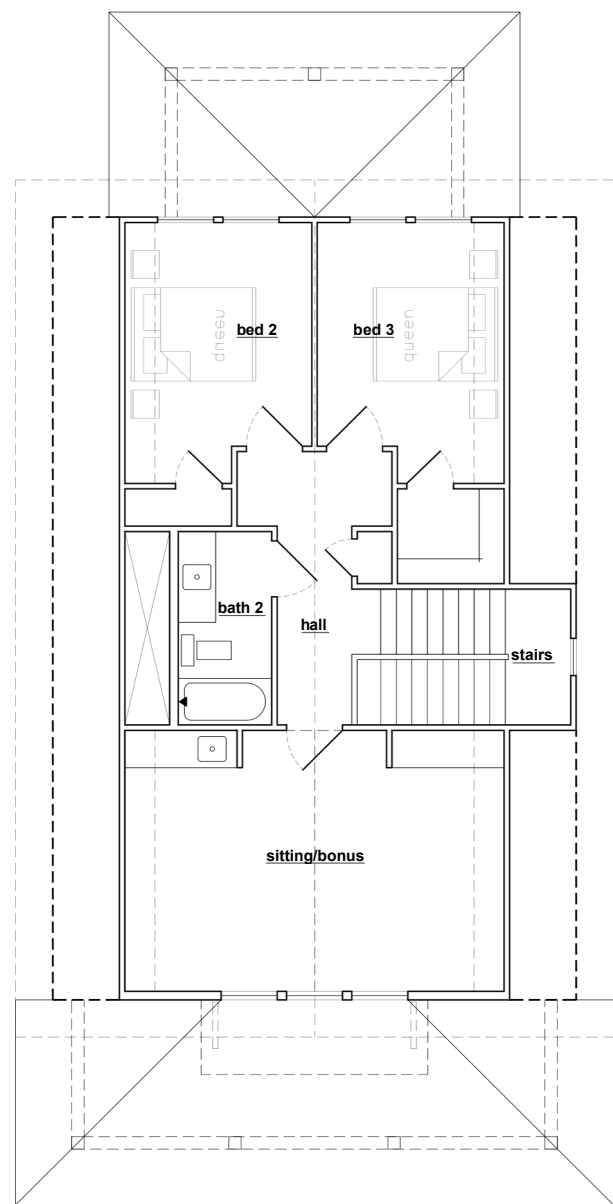 bed 2
bed 3
queen
queen
bath 2
hall
stairs
sitting/bonus